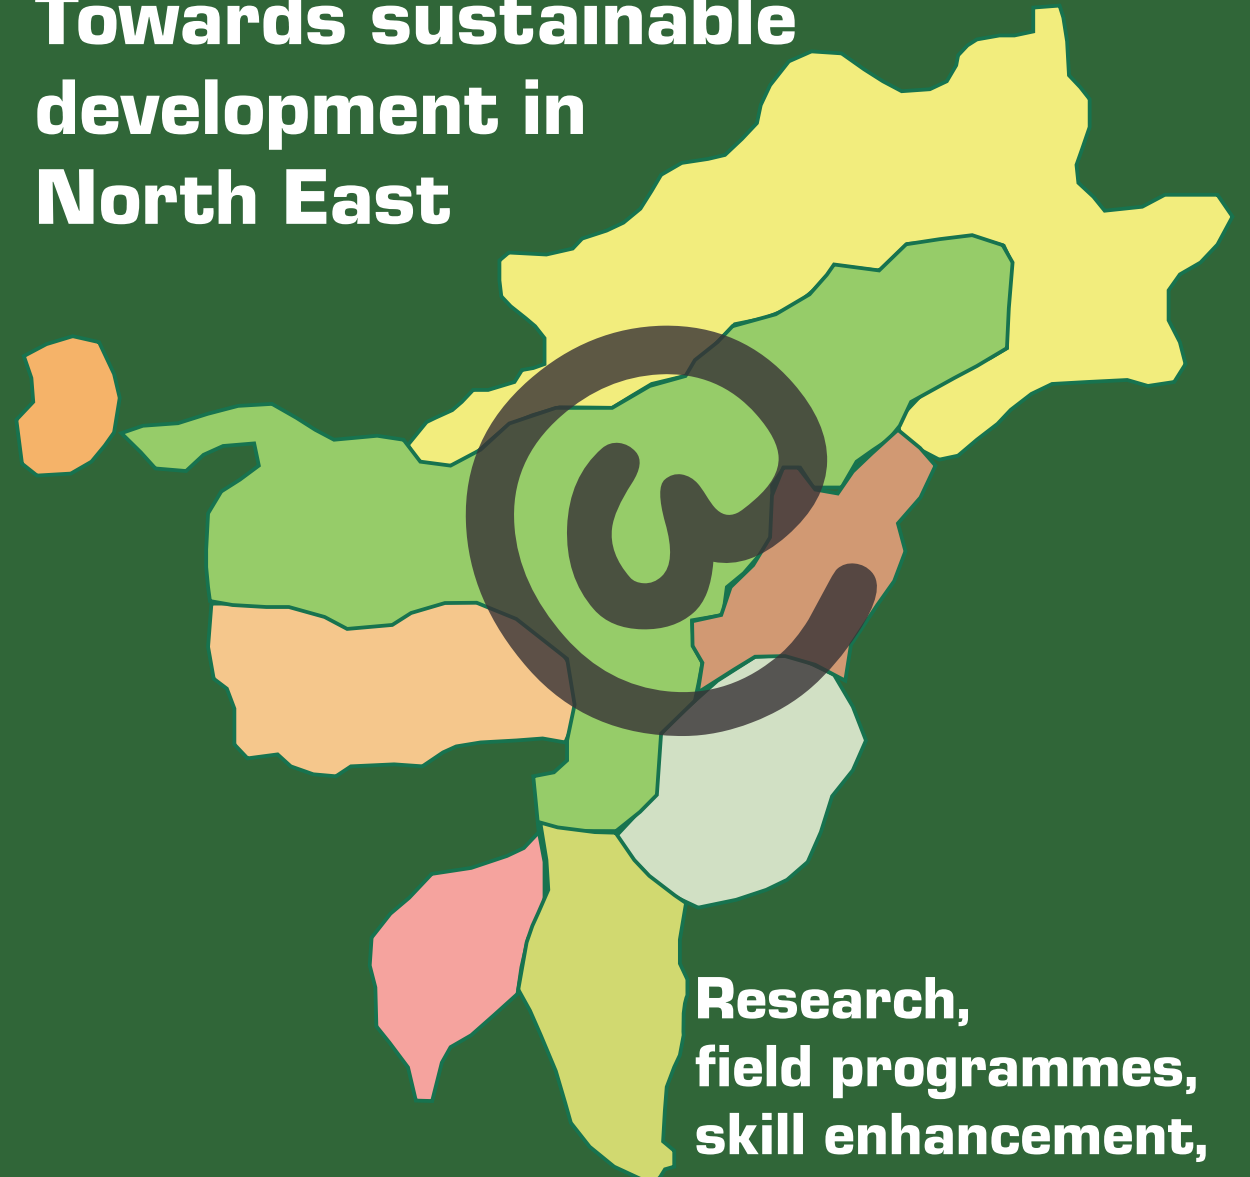 Towards sustainable
development in
North East
Research,
field programmes,
skill enhancement,